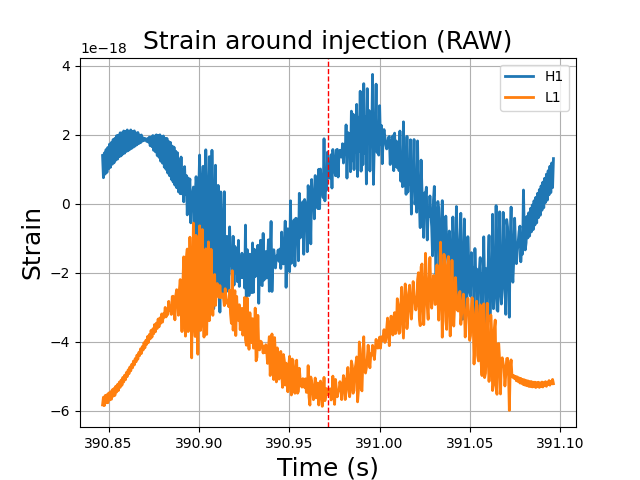 Strain around injection (RAW)
1e−18
H1
L1
4
2
0
−2
−4
−6
Strain
390.85 390.90 390.95 391.00 391.05 391.10
Time (s)